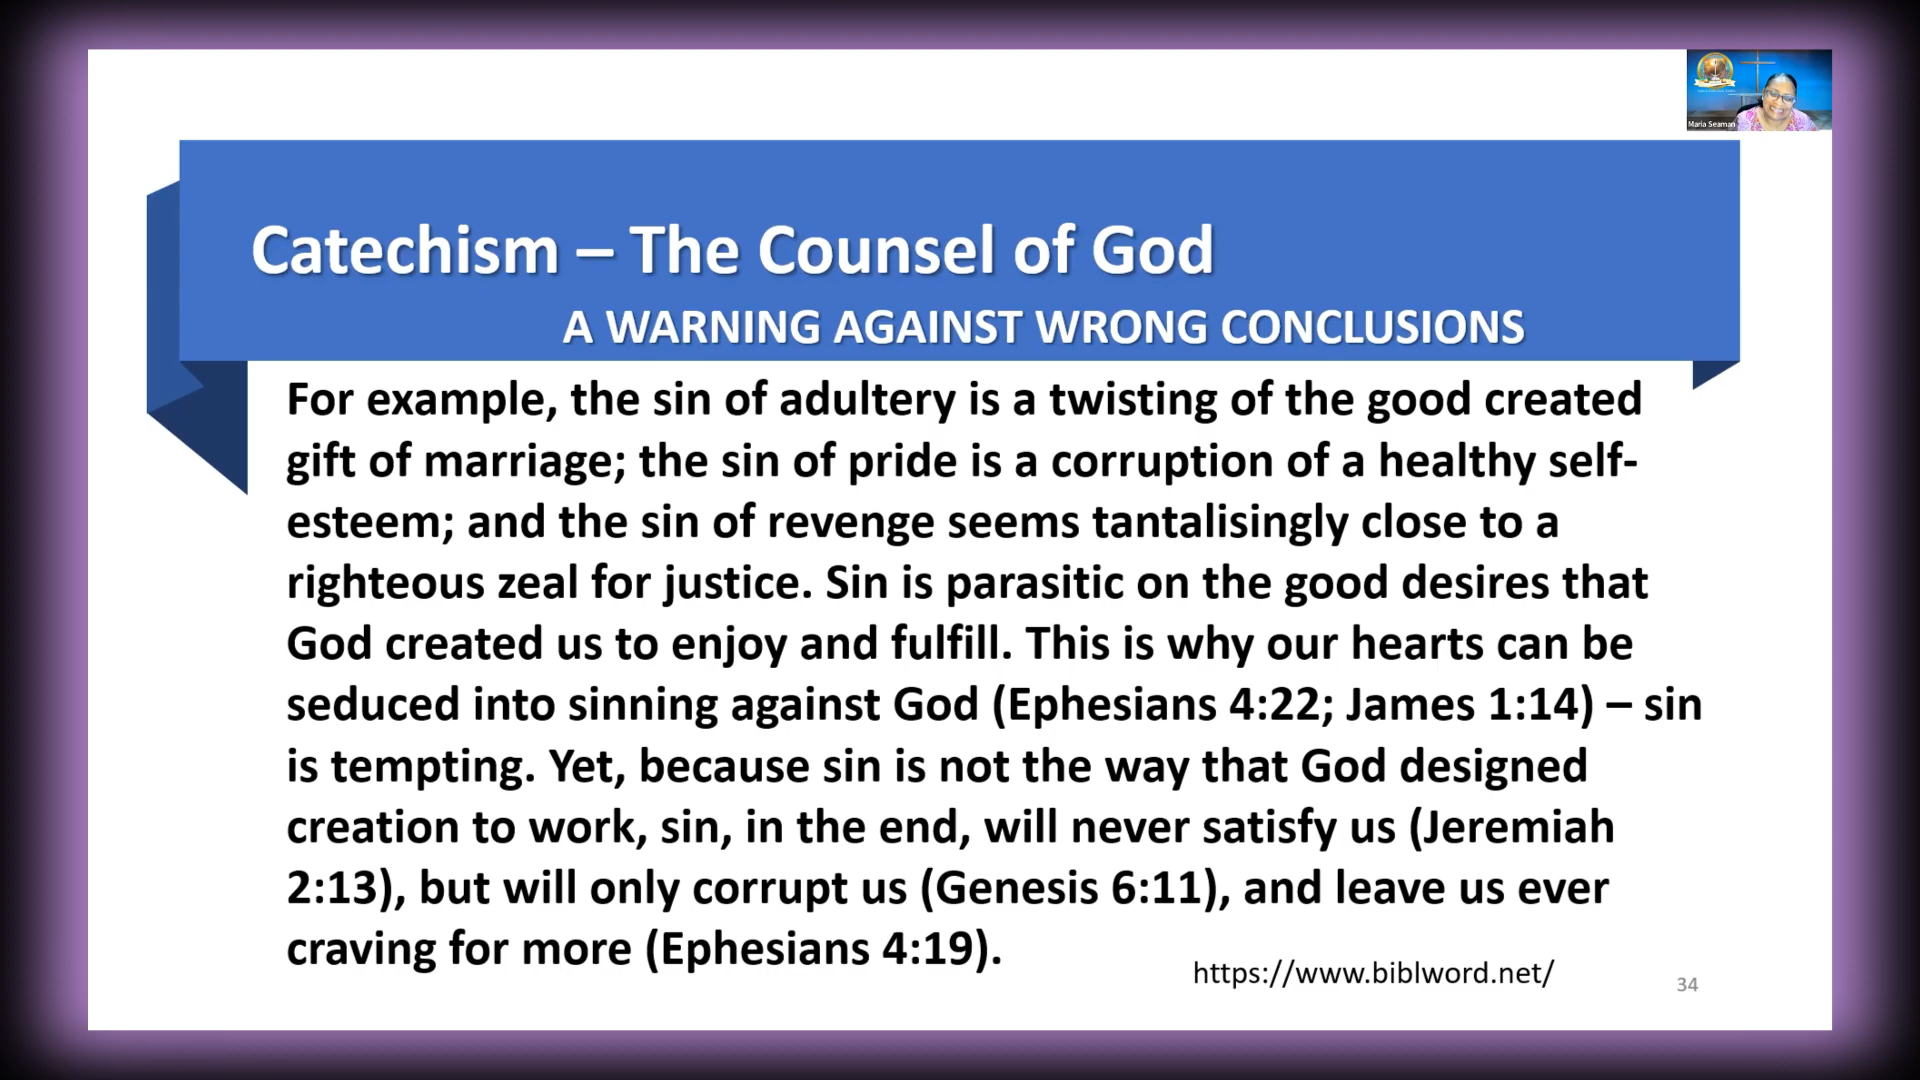 Maria Seaman
Catechism – The Counsel of God
A WARNING AGAINST WRONG CONCLUSIONS
For example, the sin of adultery is a twisting of the good created
gift of marriage; the sin of pride is a corruption of a healthy self-
esteem; and the sin of revenge seems tantalisingly close to a
righteous zeal for justice. Sin is parasitic on the good desires that
God created us to enjoy and fulfill. This is why our hearts can be
seduced into sinning against God (Ephesians 4:22; James 1:14) – sin
is tempting. Yet, because sin is not the way that God designed
creation to work, sin, in the end, will never satisfy us (Jeremiah
2:13), but will only corrupt us (Genesis 6:11), and leave us ever
craving for more (Ephesians 4:19).
https://www.biblword.net/
34